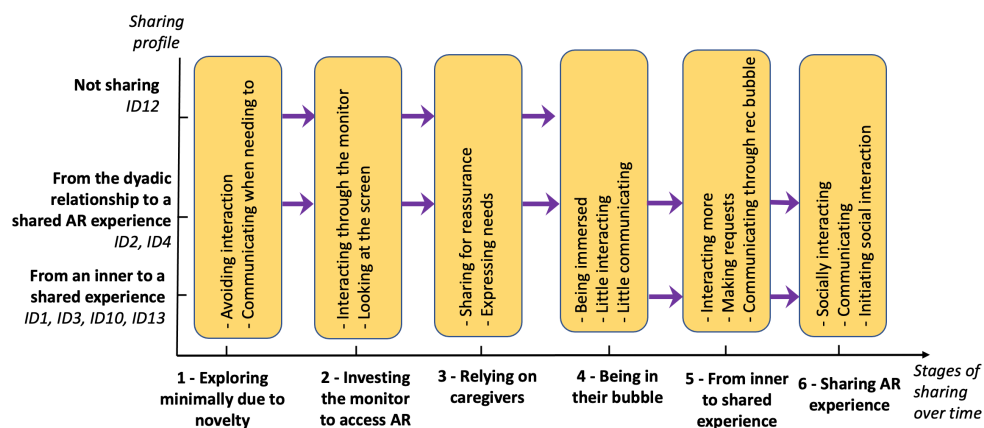 Sharing
profile
Not sharing
ID12
From the dyadic
relationship to a
shared AR experience
ID2, ID4
From an inner to a
shared experience
ID1, ID3, ID10, ID13
- Avoiding interaction
- Communicating when needing to
- Interacting through the monitor
- Looking at the screen
- Sharing for reassurance
- Expressing needs
- Being immersed
- Little interacting
- Little communicating
- Interacting more
- Making requests
- Communicating through rec bubble
- Socially interacting
- Communicating
- Initiating social interaction
1 - Exploring
minimally due to
novelty
2 - Investing
the monitor
to access AR
3 - Relying on
caregivers
4 - Being in
their bubble
5 - From inner
to shared
experience
6 - Sharing AR
experience
Stages of
sharing
over time